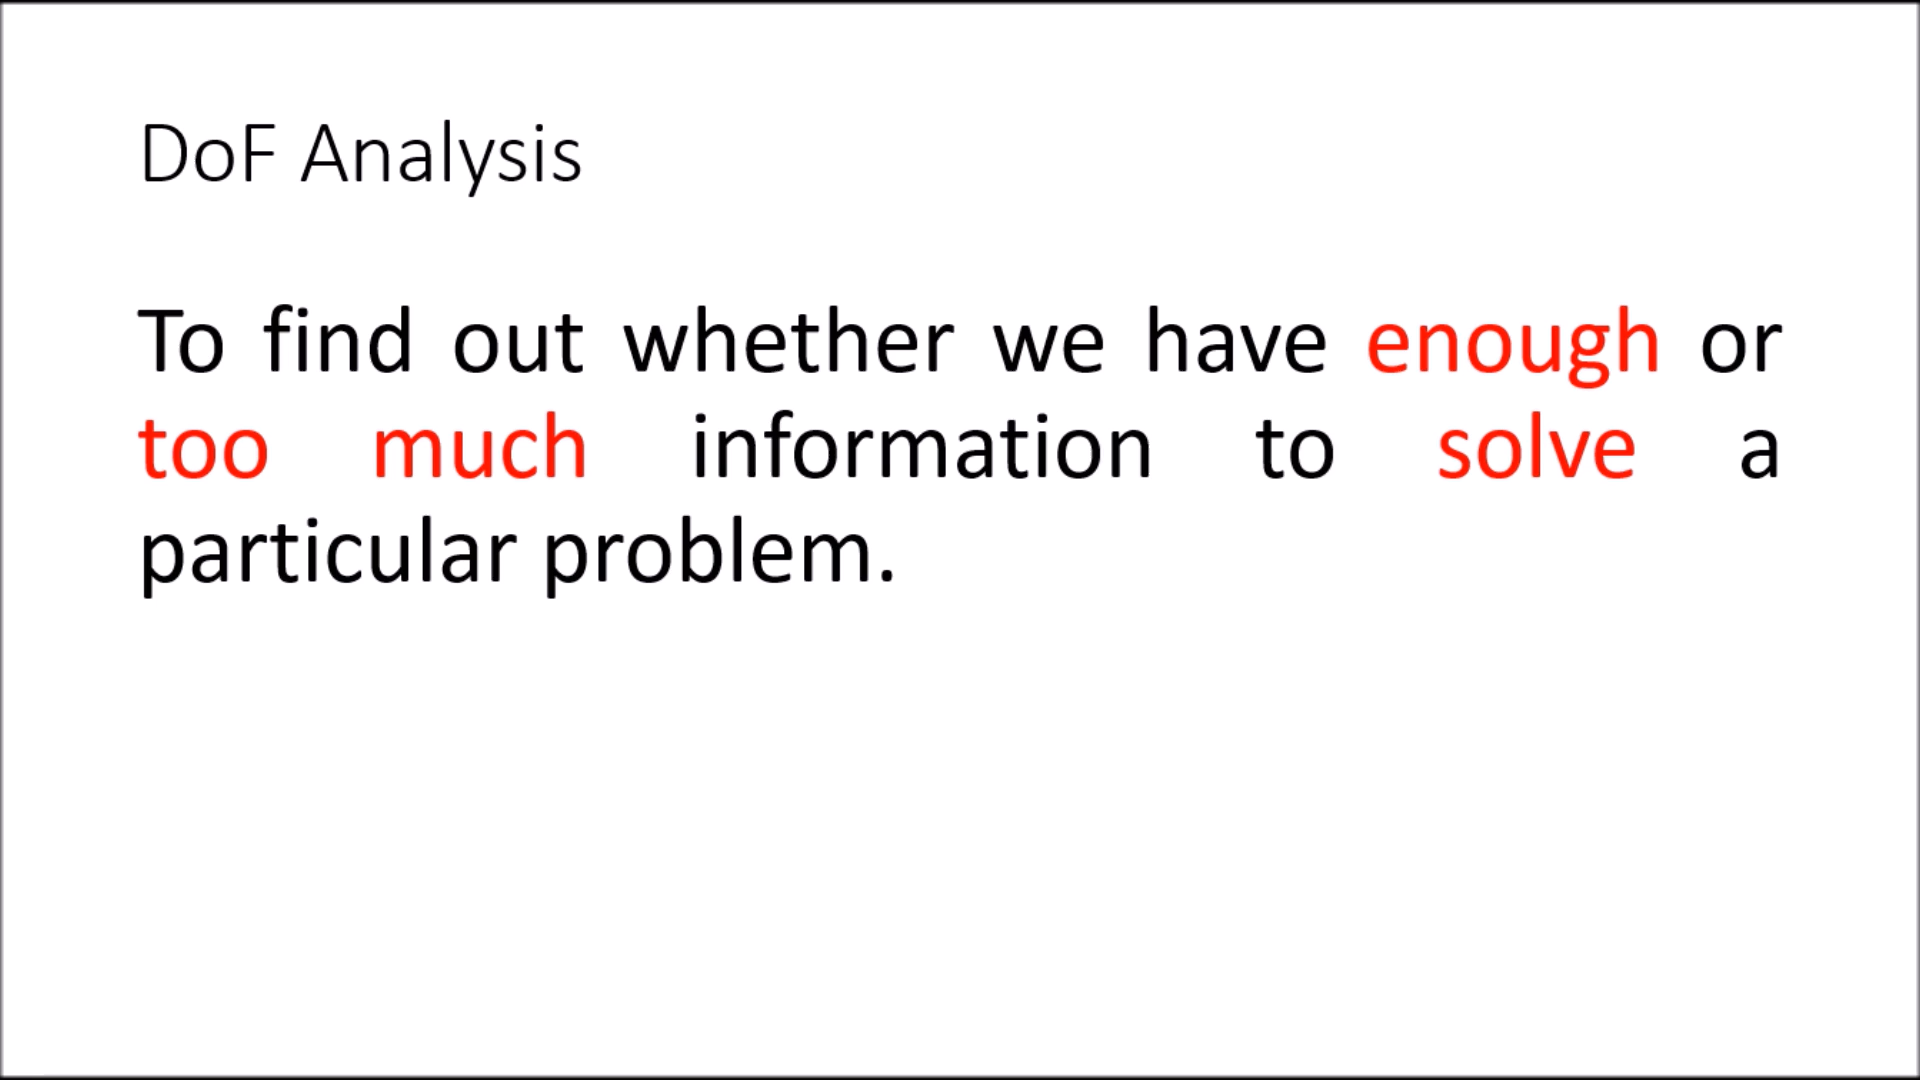 DoF Analysis
To find out whether we have enough or
too much information to solve a
particular problem.